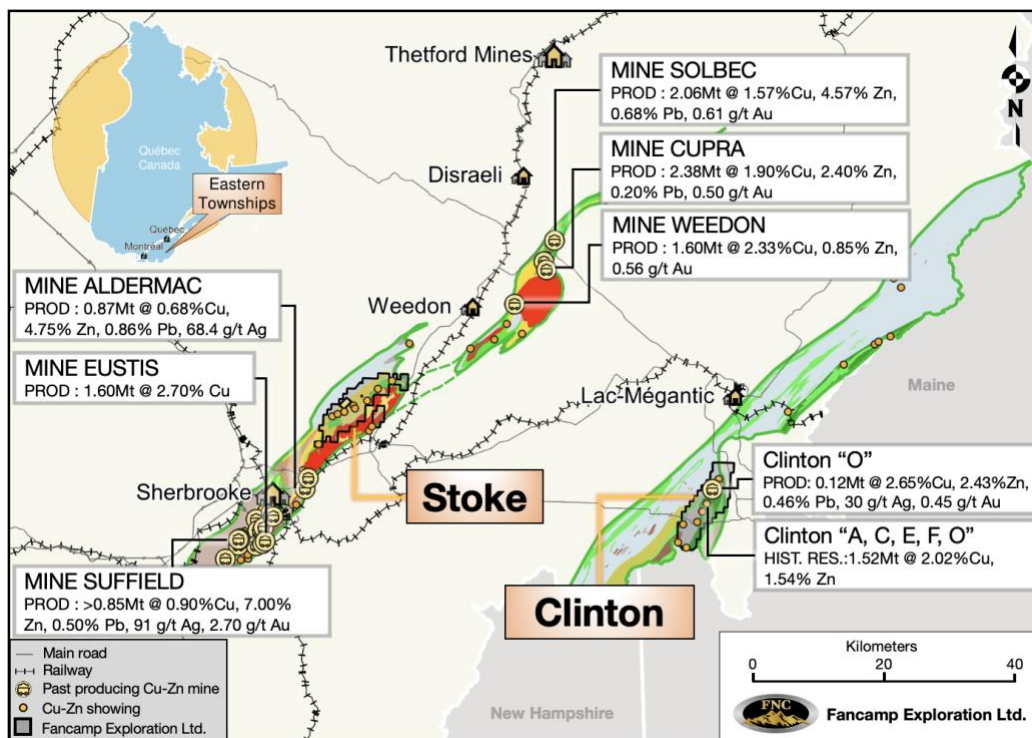 Québec
Canada
Eastern
Townships
Québec
Montréal
Thetford Mines
Disraeli
Weedon
Sherbrooke
Lac-Mégantic
Maine
New Hampshire
N
MINE SOLBEC
PROD : 2.06Mt @ 1.57%Cu, 4.57% Zn,
0.68% Pb, 0.61 g/t Au
MINE CUPRA
PROD : 2.38Mt @ 1.90%Cu, 2.40% Zn,
0.20% Pb, 0.50 g/t Au
MINE WEEDON
PROD : 1.60Mt @ 2.33%Cu, 0.85% Zn,
0.56 g/t Au
MINE ALDERMAC
PROD : 0.87Mt @ 0.68%Cu,
4.75% Zn, 0.86% Pb, 68.4 g/t Ag
MINE EUSTIS
PROD : 1.60Mt @ 2.70% Cu
Stoke
Clinton "O"
PROD: 0.12Mt @ 2.65%Cu, 2.43%Zn,
0.46% Pb, 30 g/t Ag, 0.45 g/t Au
Clinton "A, C, E, F, O"
HIST. RES.:1.52Mt @ 2.02%Cu,
1.54% Zn
MINE SUFFIELD
PROD : >0.85Mt @ 0.90%Cu, 7.00%
Zn, 0.50% Pb, 91 g/t Ag, 2.70 g/t Au
Clinton
Main road
Railway
Past producing Cu-Zn mine
Cu-Zn showing
Fancamp Exploration Ltd.
Kilometers
0 20 40
FNC
Fancamp Exploration Ltd.